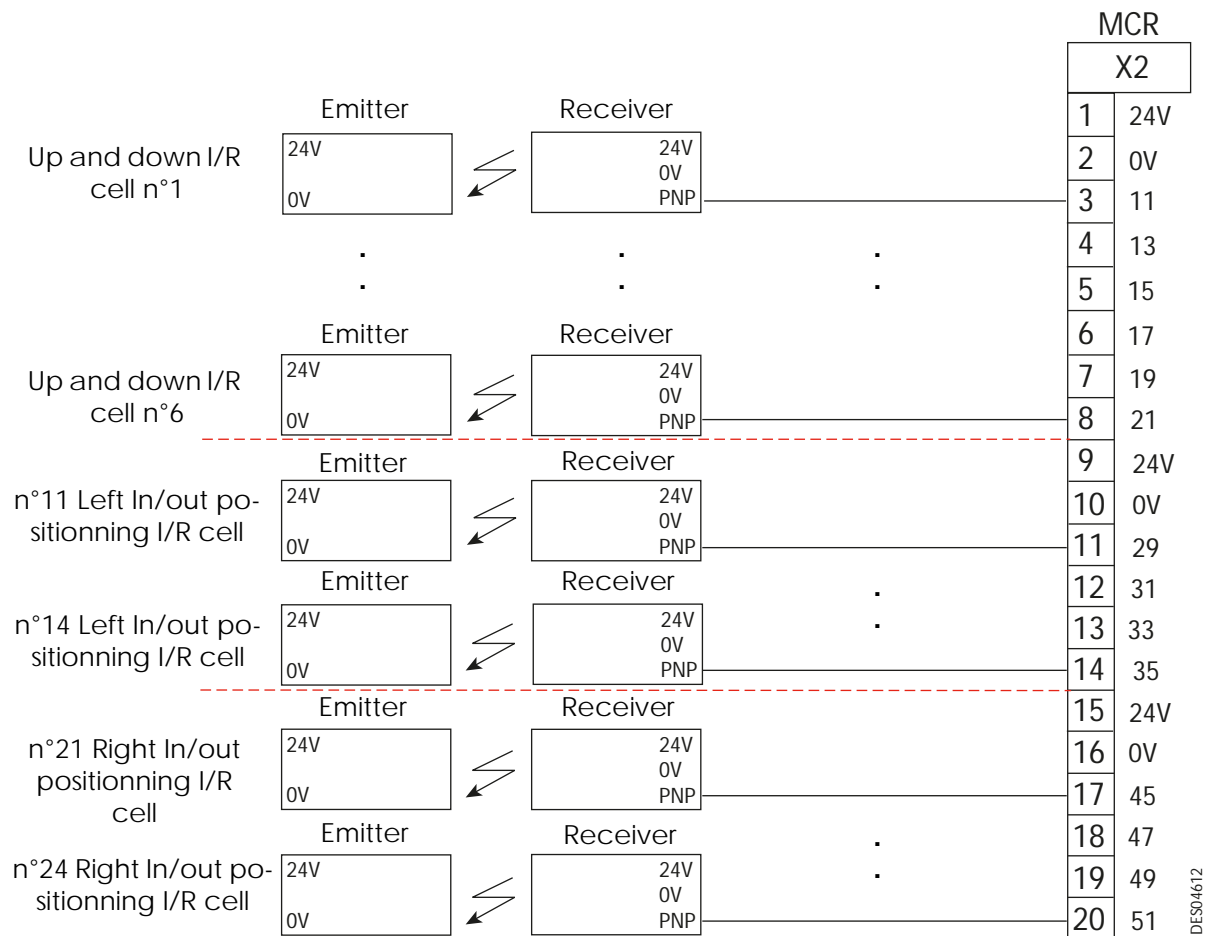 MCR
X2
Emitter
Receiver
1 24V
Up and down I/R
cell n°1
24V
0V
24V
0V
PNP
2 0V
3 11
4 13
5 15
Emitter
Receiver
6 17
Up and down I/R
cell n°6
24V
0V
24V
0V
PNP
7 19
8 21
Emitter
Receiver
9 24V
n°11 Left In/out po-
sitionning I/R cell
24V
0V
24V
0V
PNP
10 0V
11 29
Emitter
Receiver
12 31
n°14 Left In/out po-
sitionning I/R cell
24V
0V
24V
0V
PNP
13 33
14 35
Emitter
Receiver
15 24V
n°21 Right In/out
positionning I/R
cell
24V
0V
24V
0V
PNP
16 0V
17 45
Emitter
Receiver
18 47
n°24 Right In/out po-
sitionning I/R cell
24V
0V
24V
0V
PNP
19 49
20 51
DES04612